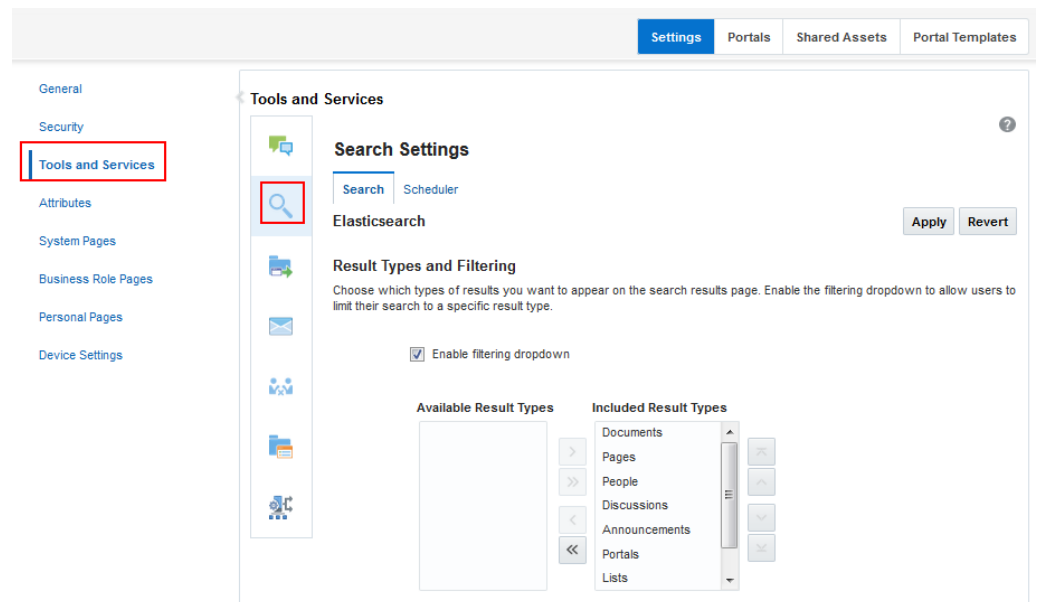 Settings Portals Shared Assets Portal Templates
General
Security
Tools and Services
Attributes
System Pages
Business Role Pages
Personal Pages
Device Settings
Tools and Services
Search Settings
Search Scheduler
Elasticsearch
Apply Revert
Result Types and Filtering
Choose which types of results you want to appear on the search results page. Enable the filtering dropdown to allow users to
limit their search to a specific result type.
Enable filtering dropdown
Available Result Types Included Result Types
Documents
Pages
People
Discussions
Announcements
Portals
Lists